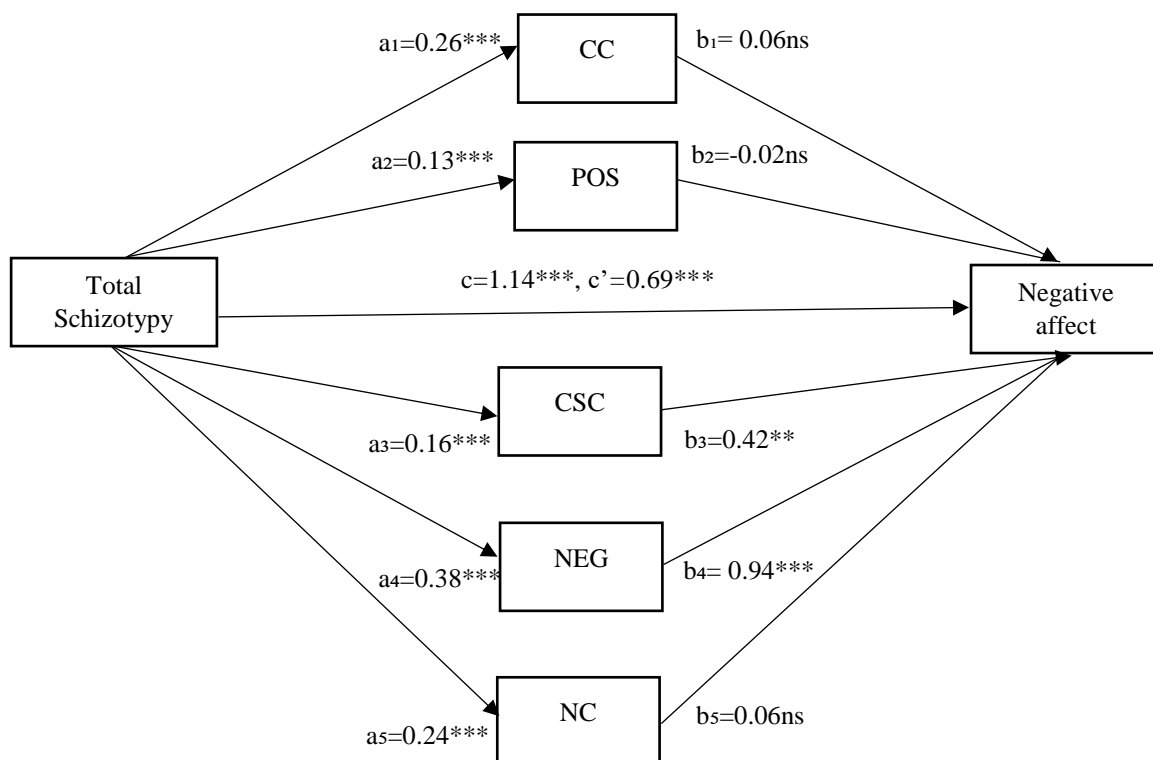 a₁=0.26***
CC
b₁= 0.06ns
a₂=0.13***
POS
b₂=-0.02ns
Total
Schizotypy
c=1.14***, c’=0.69***
Negative
affect
CSC
a₃=0.16***
b₃=0.42**
NEG
a₄=0.38***
b₄= 0.94***
NC
a₅=0.24***
b₅=0.06ns